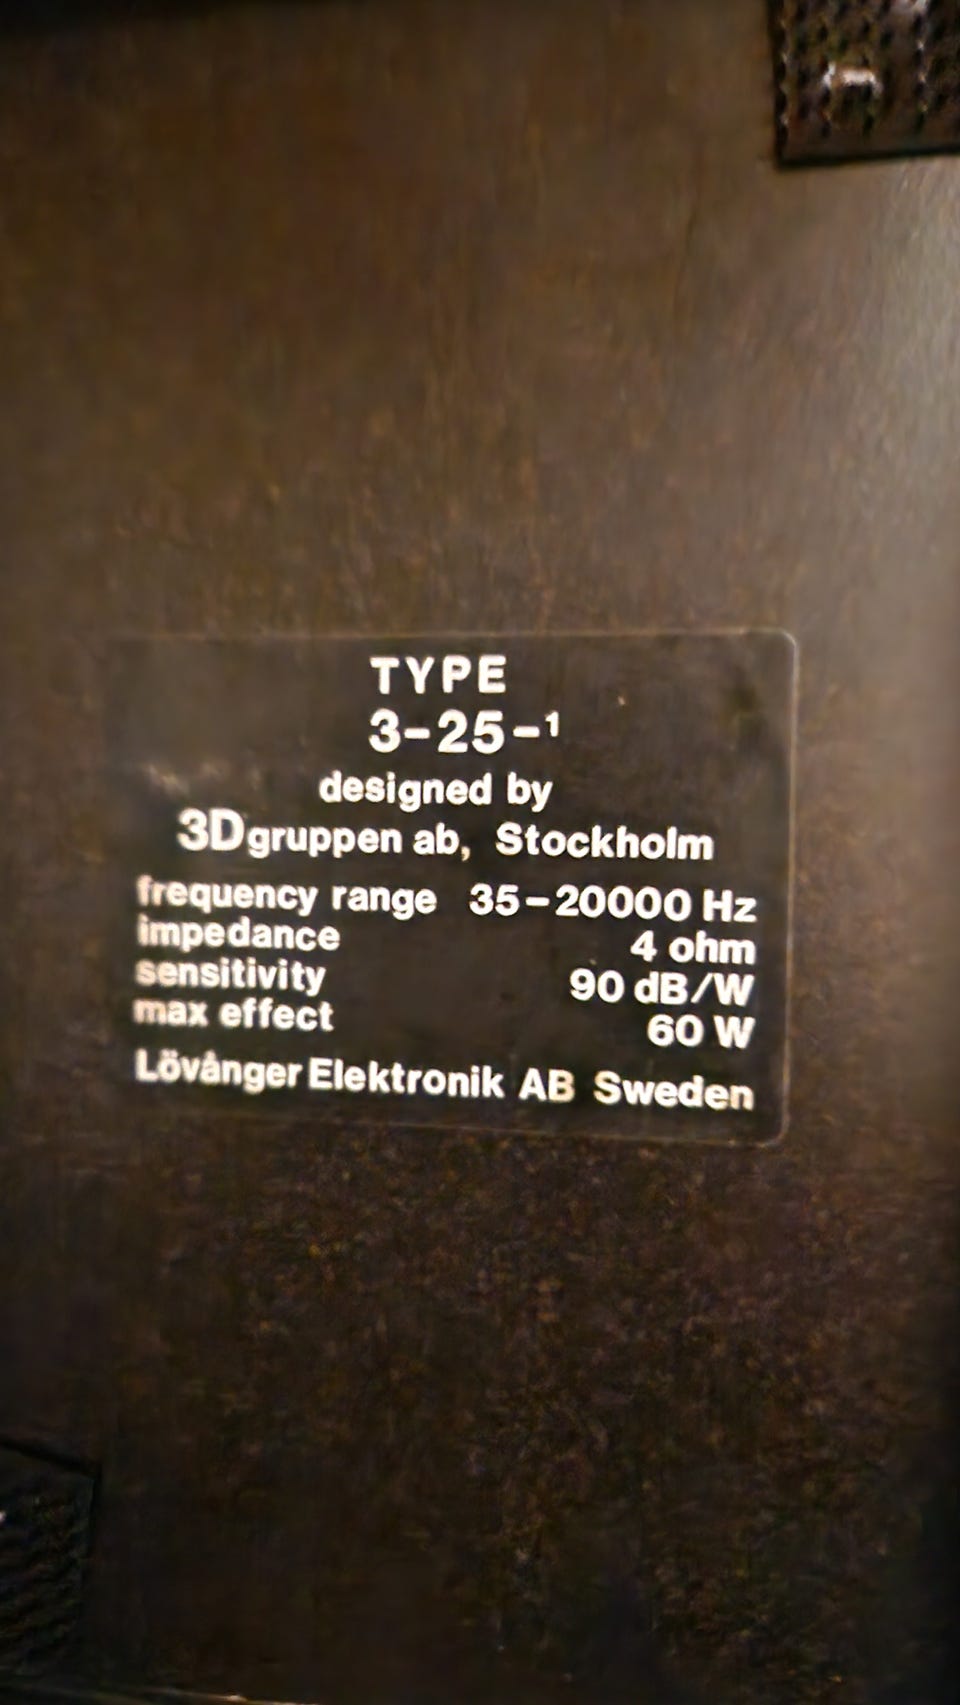 TYPE
3-25-1
designed by
3Dgruppen ab, Stockholm
frequency range 35-20000 Hz
impedance 4 ohm
sensitivity 90 dB/W
max effect 60 W
Lövånger Elektronik AB Sweden